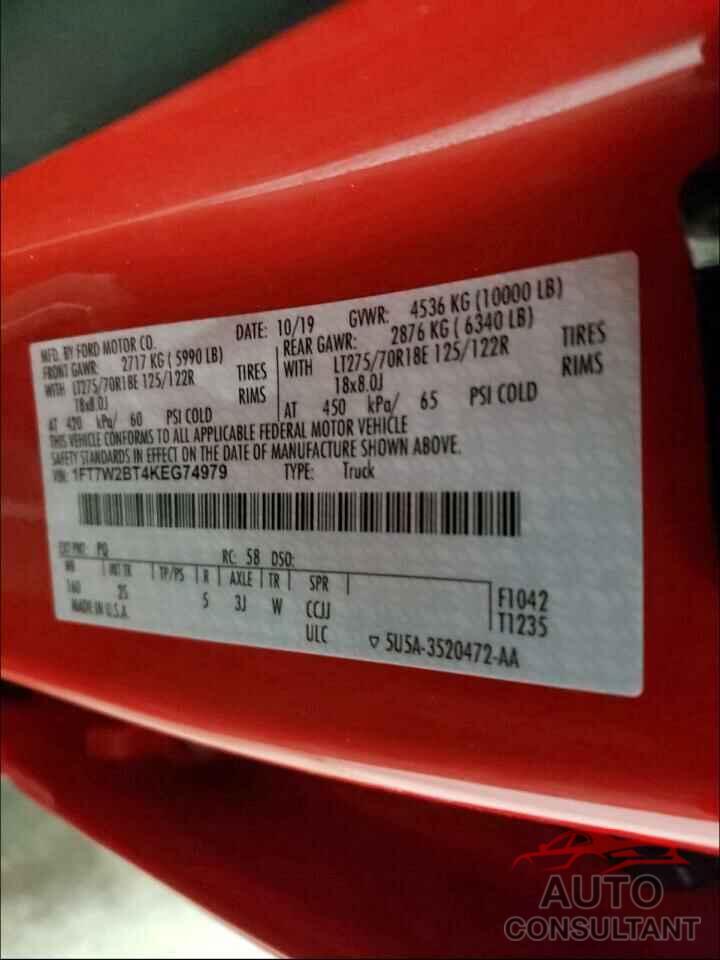 MFD. BY FORD MOTOR CO.
DATE: 10/19 GVWR: 4536 KG (10000 LB)
FRONT GAWR: 2717 KG ( 5990 LB)
WITH LT275/70R18E 125/122R TIRES
18x8.0J RIMS
AT 420 kPa/ 60 PSI COLD
REAR GAWR: 2876 KG ( 6340 LB)
WITH LT275/70R18E 125/122R TIRES
18x8.0J RIMS
AT 450 kPa/ 65 PSI COLD
THIS VEHICLE CONFORMS TO ALL APPLICABLE FEDERAL MOTOR VEHICLE
SAFETY STANDARDS IN EFFECT ON THE DATE OF MANUFACTURE SHOWN ABOVE.
VIN: 1FT7W2BT4KEG74979 TYPE: Truck
EXT PNT: PQ RC: 58 DSO:
WB INT TR TP/PS R AXLE TR SPR
160 2S 5 3J W CCJJ
ULC
MADE IN U.S.A.
F1042
T1235
5U5A-3520472-AA
AUTO
CONSULTANT